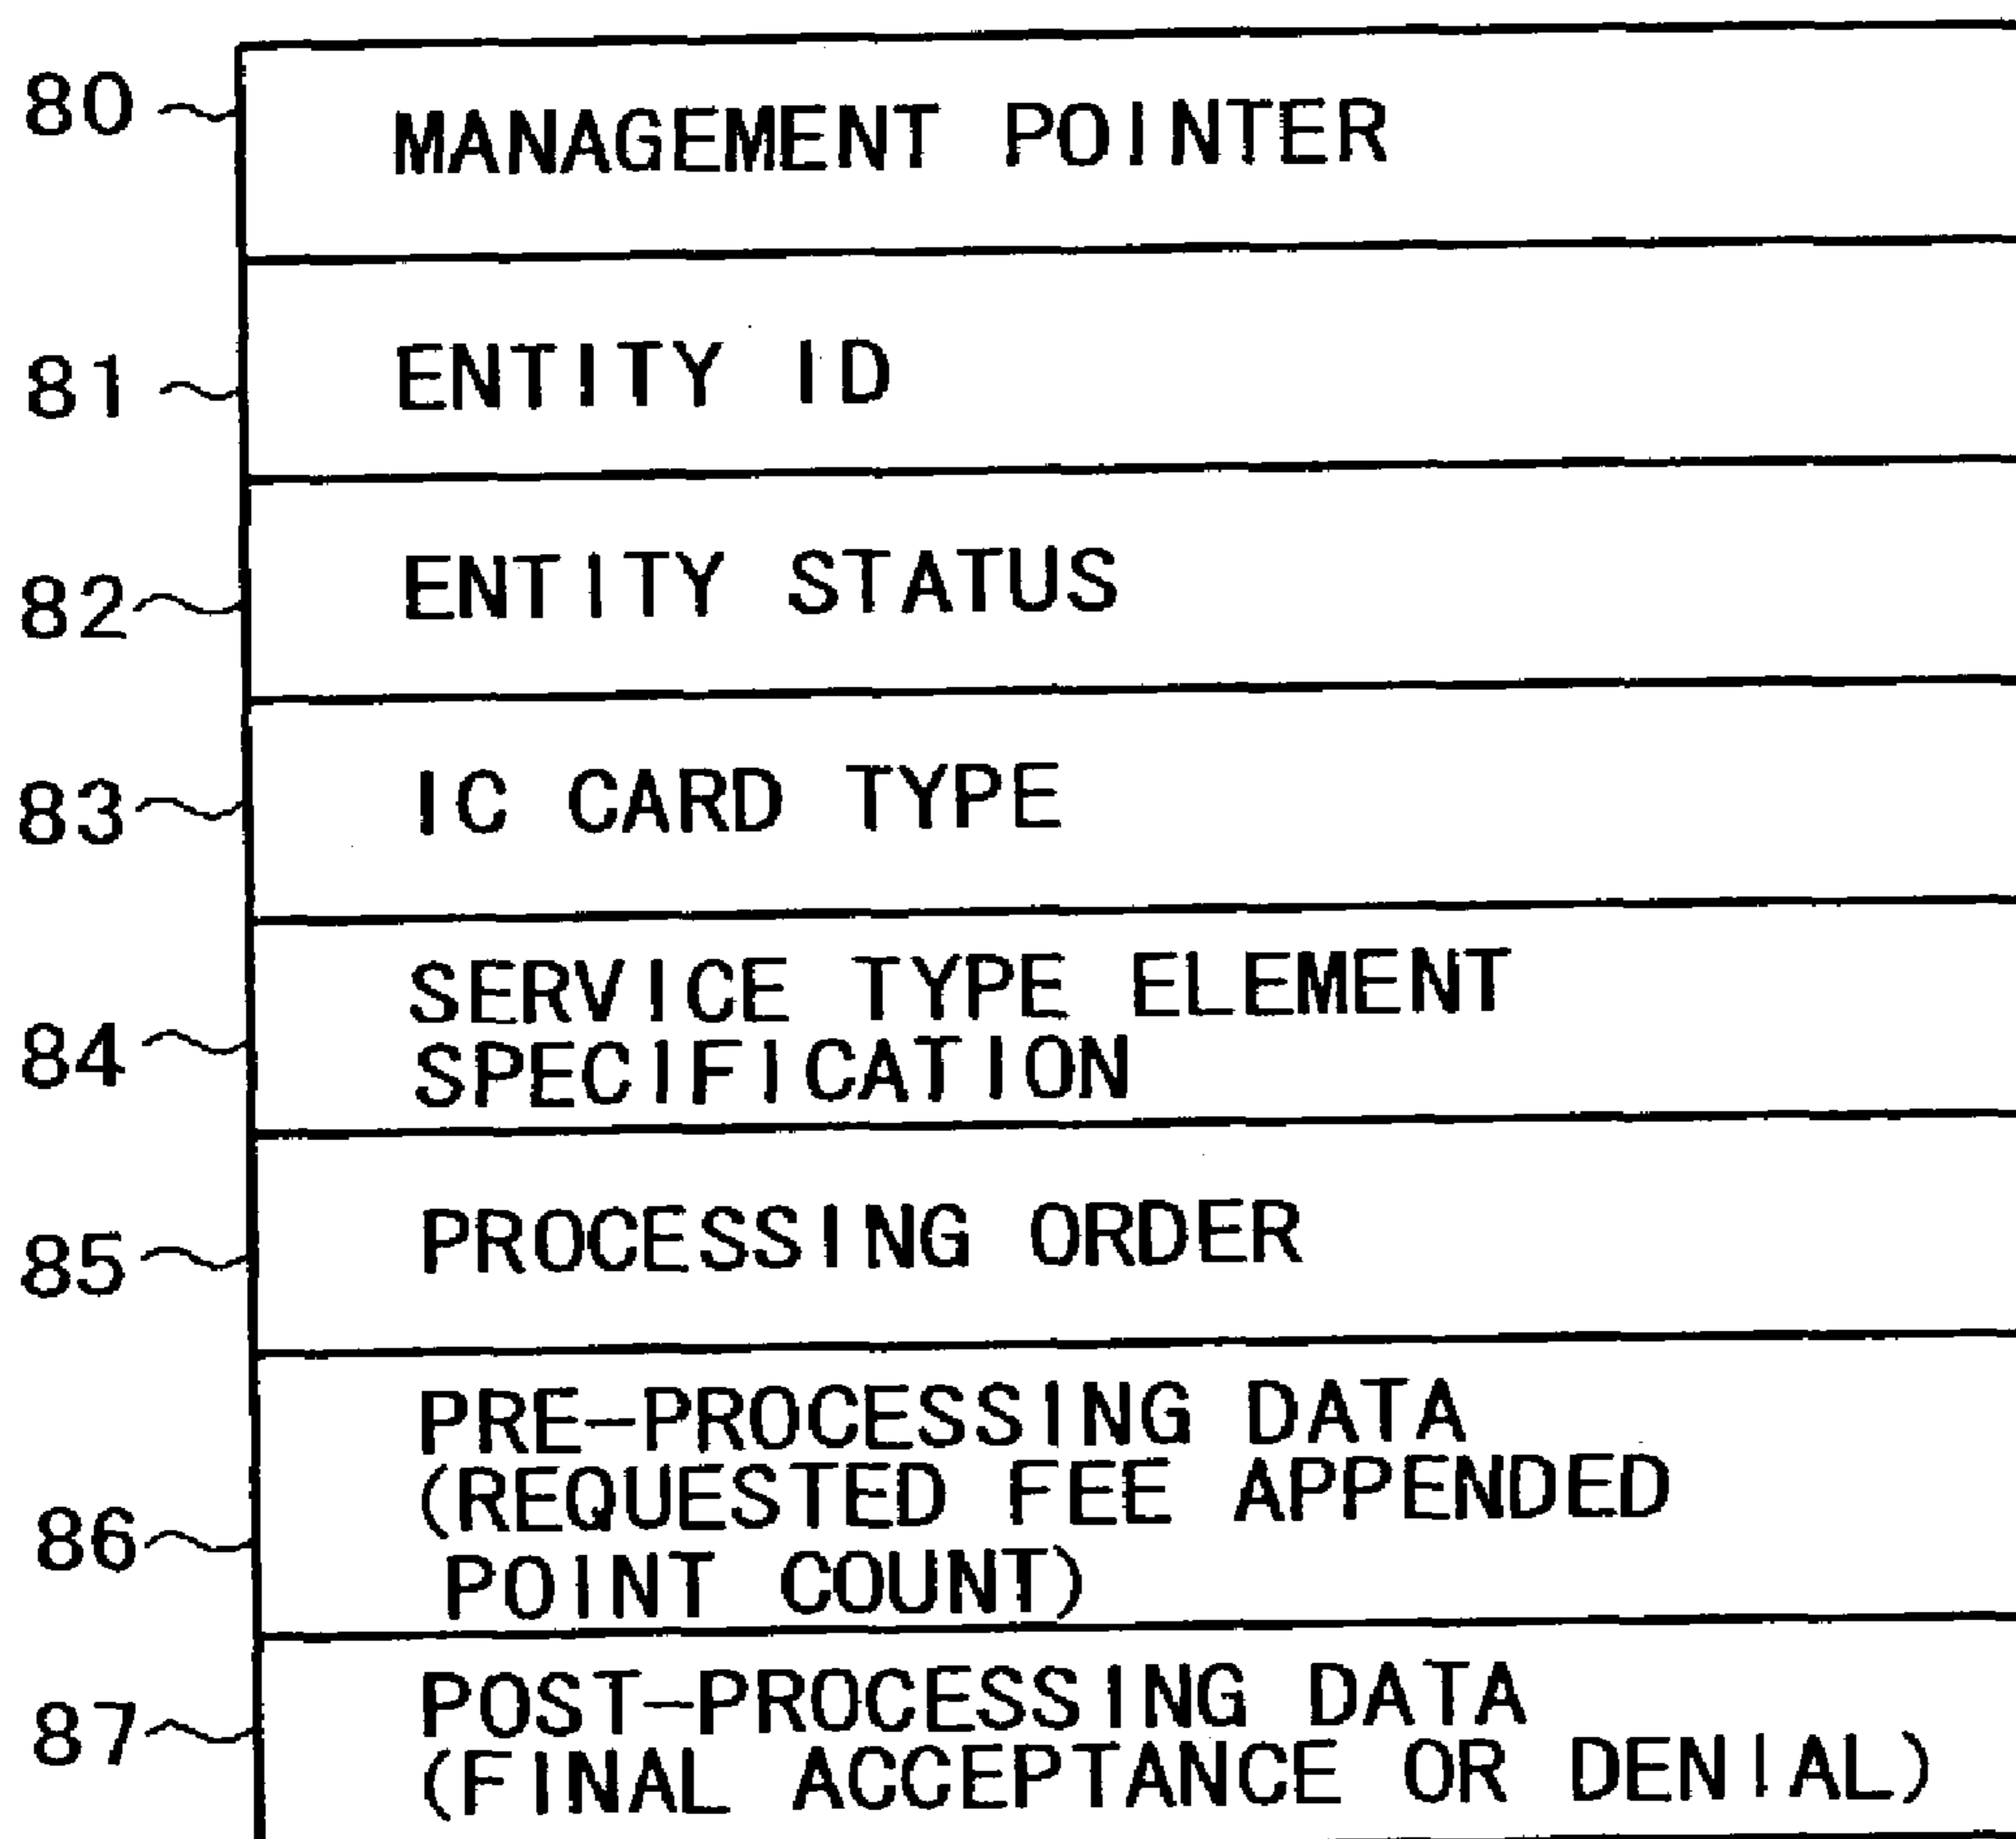 80 MANAGEMENT POINTER
81 ENTITY ID
82 ENTITY STATUS
83 IC CARD TYPE
SERVICE TYPE ELEMENT
84 SPECIFICATION
85 PROCESSING ORDER
PRE-PROCESSING DATA
(REQUESTED FEE APPENDED
86 POINT COUNT)
87 POST-PROCESSING DATA
(FINAL ACCEPTANCE OR DENIAL)